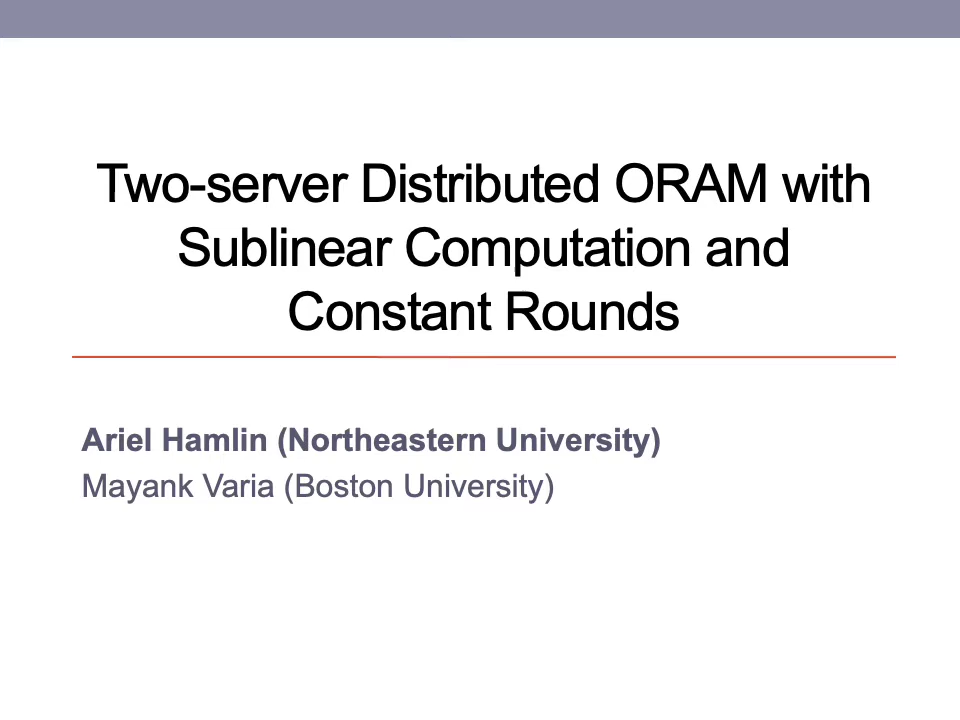 Two-server Distributed ORAM with
Sublinear Computation and
Constant Rounds
Ariel Hamlin (Northeastern University)
Mayank Varia (Boston University)